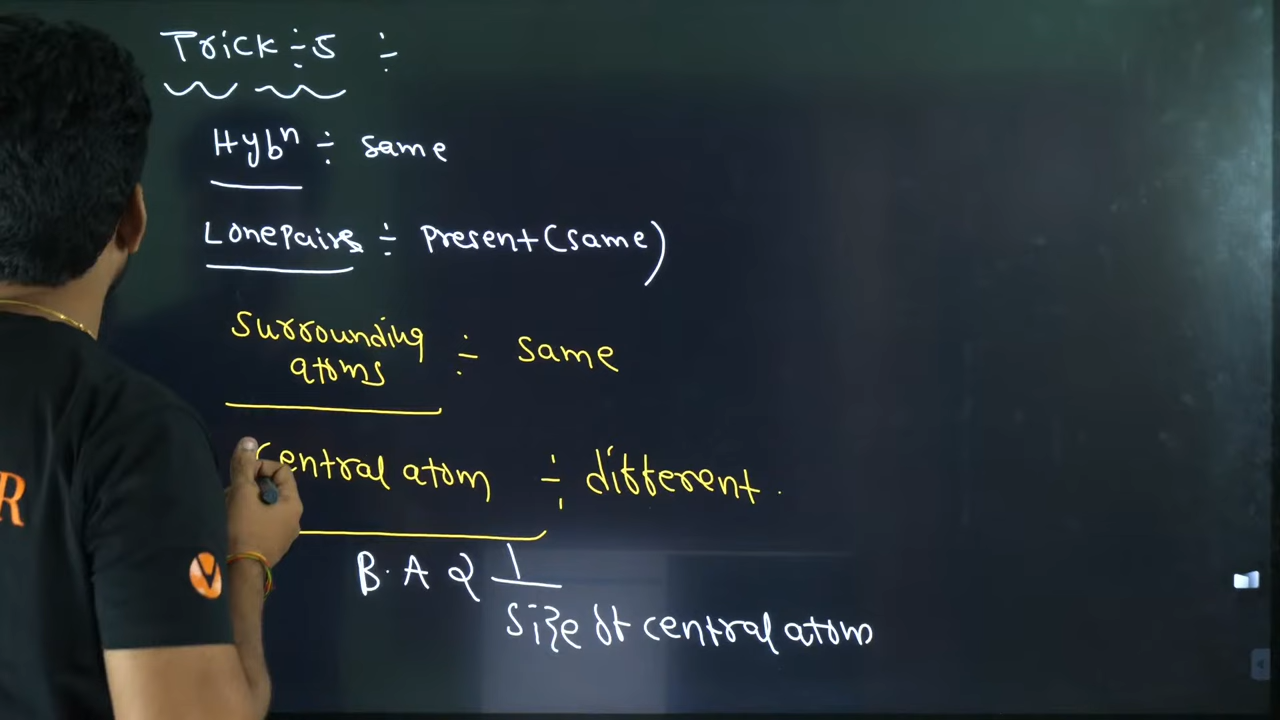 Trick ÷ 5 ÷
Hybⁿ ÷ same
Lonepairs ÷ Present (same)
Surrounding
atoms ÷ same
Central atom ÷ different.
B.A α 1
Size of central atom
R
V